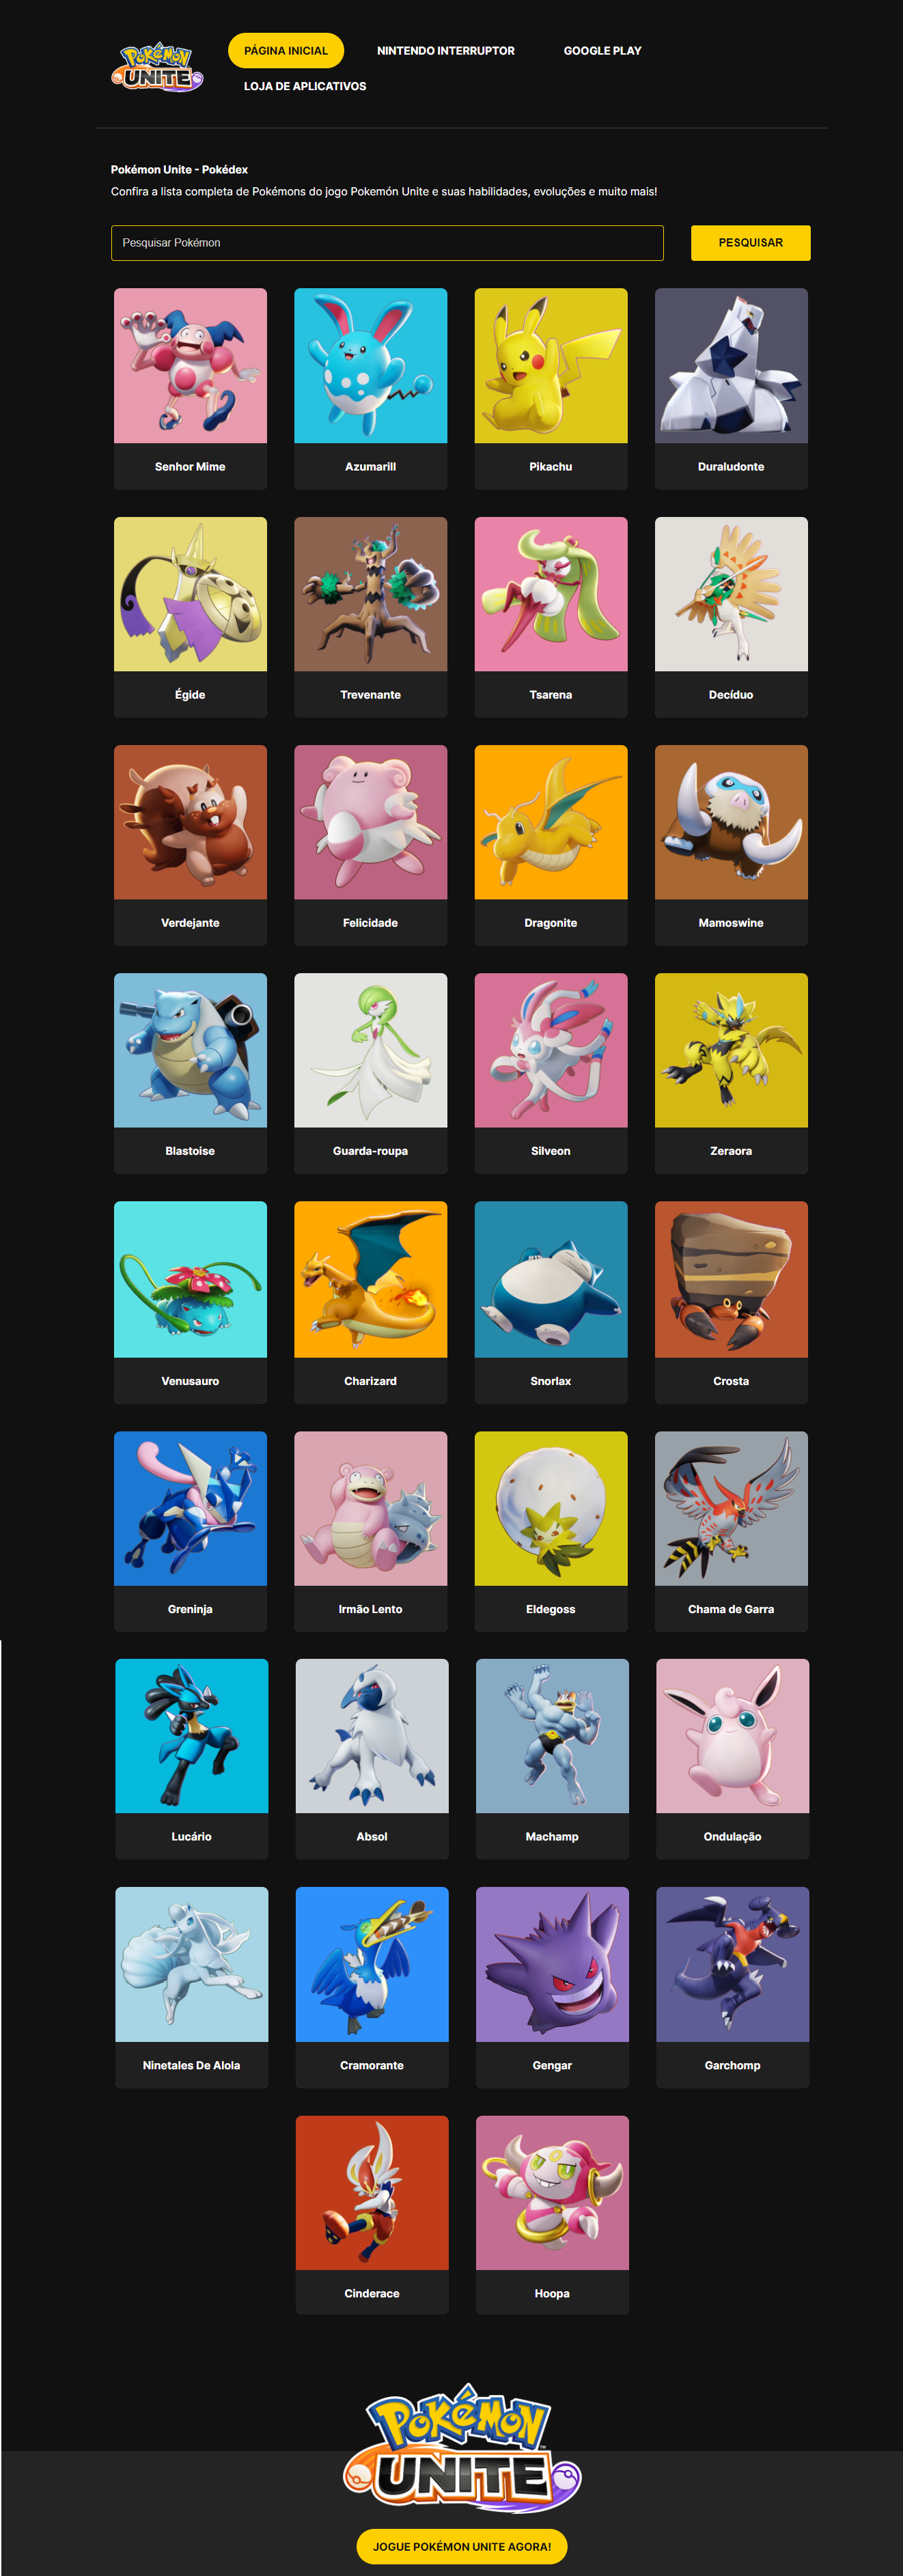 Pokémon
UNITE
PÁGINA INICIAL
NINTENDO INTERRUPTOR
GOOGLE PLAY
LOJA DE APLICATIVOS
Pokémon Unite - Pokédex
Confira a lista completa de Pokémons do jogo Pokemón Unite e suas habilidades, evoluções e muito mais!
Pesquisar Pokémon
PESQUISAR
Senhor Mime
Azumarill
Pikachu
Duraludonte
Égide
Trevenante
Tsarena
Decíduo
Verdejante
Felicidade
Dragonite
Mamoswine
Blastoise
Guarda-roupa
Silveon
Zeraora
Venusauro
Charizard
Snorlax
Crosta
Greninja
Irmão Lento
Eldegoss
Chama de Garra
Lucário
Absol
Machamp
Ondulação
Ninetales De Alola
Cramorante
Gengar
Garchomp
Cinderace
Hoopa
POKéMON
UNITE
JOGUE POKÉMON UNITE AGORA!